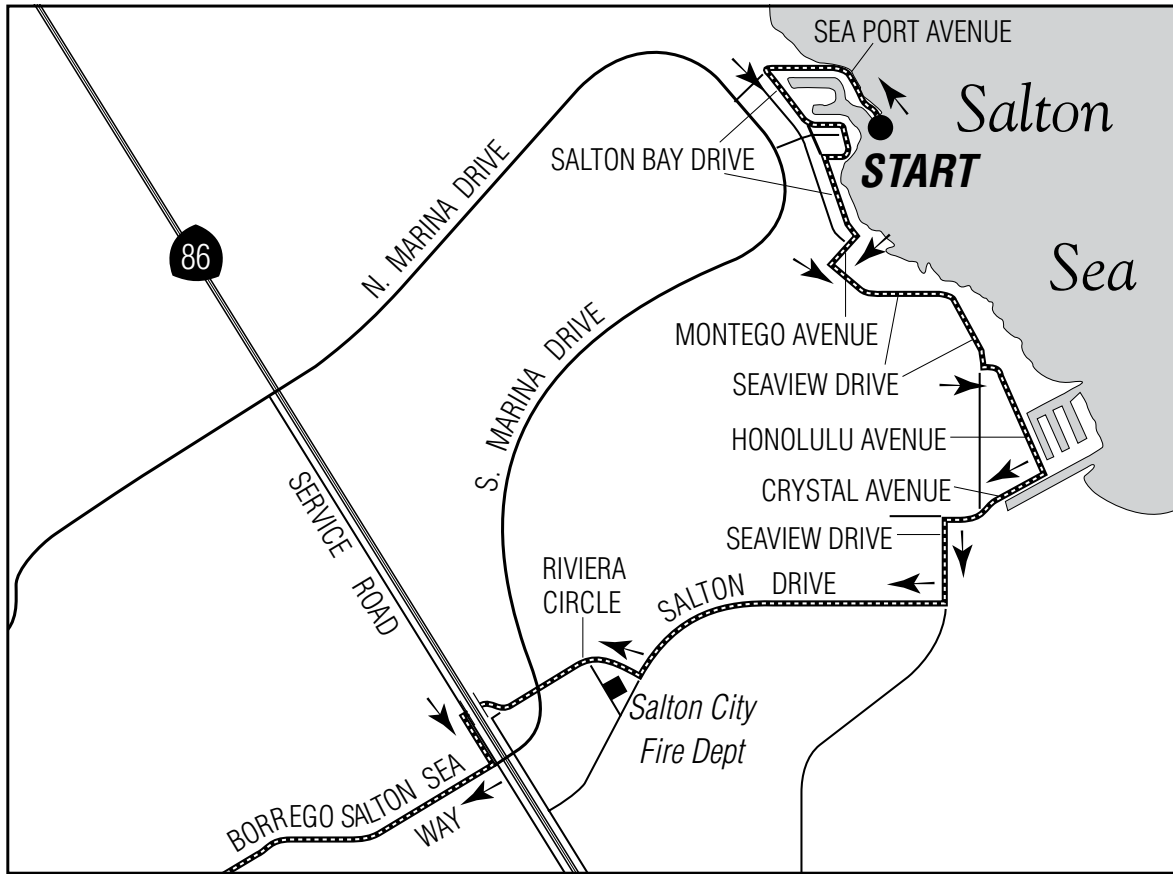 SEA PORT AVENUE
Salton
Sea
START
SALTON BAY DRIVE
N. MARINA DRIVE
86
S. MARINA DRIVE
MONTEGO AVENUE
SEAVIEW DRIVE
HONOLULU AVENUE
CRYSTAL AVENUE
SEAVIEW DRIVE
SERVICE ROAD
RIVIERA
CIRCLE
SALTON DRIVE
Salton City
Fire Dept
BORREGO SALTON SEA
WAY